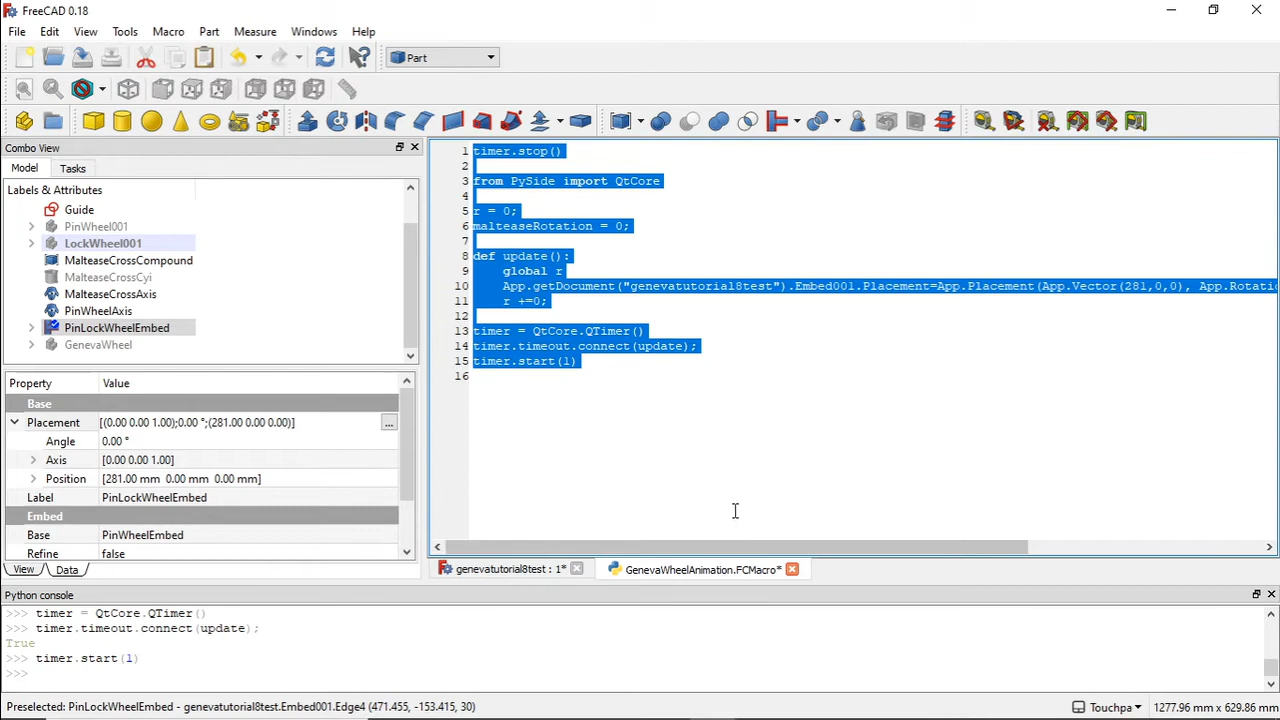 FreeCAD 0.18
File Edit View Tools Macro Part Measure Windows Help
Part
Combo View
Model Tasks
Labels & Attributes
Guide
PinWheel001
LockWheel001
MalteaseCrossCompound
MalteaseCrossCyi
MalteaseCrossAxis
PinWheelAxis
PinLockWheelEmbed
GenevaWheel
Property Value
Base
Placement [(0.00 0.00 1.00);0.00 °;(281.00 0.00 0.00)]
...
Angle 0.00 °
Axis [0.00 0.00 1.00]
Position [281.00 mm 0.00 mm 0.00 mm]
Label PinLockWheelEmbed
Embed
Base PinWheelEmbed
Refine false
View Data
1 timer.stop()
2
3 from PySide import QtCore
4
5 r = 0;
6 malteaseRotation = 0;
7
8 def update():
9 global r
10 App.getDocument("genevatutorial8test").Embed001.Placement=App.Placement(App.Vector(281,0,0), App.Rotatio
11 r +=0;
12
13 timer = QtCore.QTimer()
14 timer.timeout.connect(update);
15 timer.start(1)
16
genevatutorial8test : 1* GenevaWheelAnimation.FCMacro*
Python console
>>> timer = QtCore.QTimer()
>>> timer.timeout.connect(update);
True
>>> timer.start(1)
>>>
Preselected: PinLockWheelEmbed - genevatutorial8test.Embed001.Edge4 (471.455, -153.415, 30) Touchpa 1277.96 mm x 629.86 mm